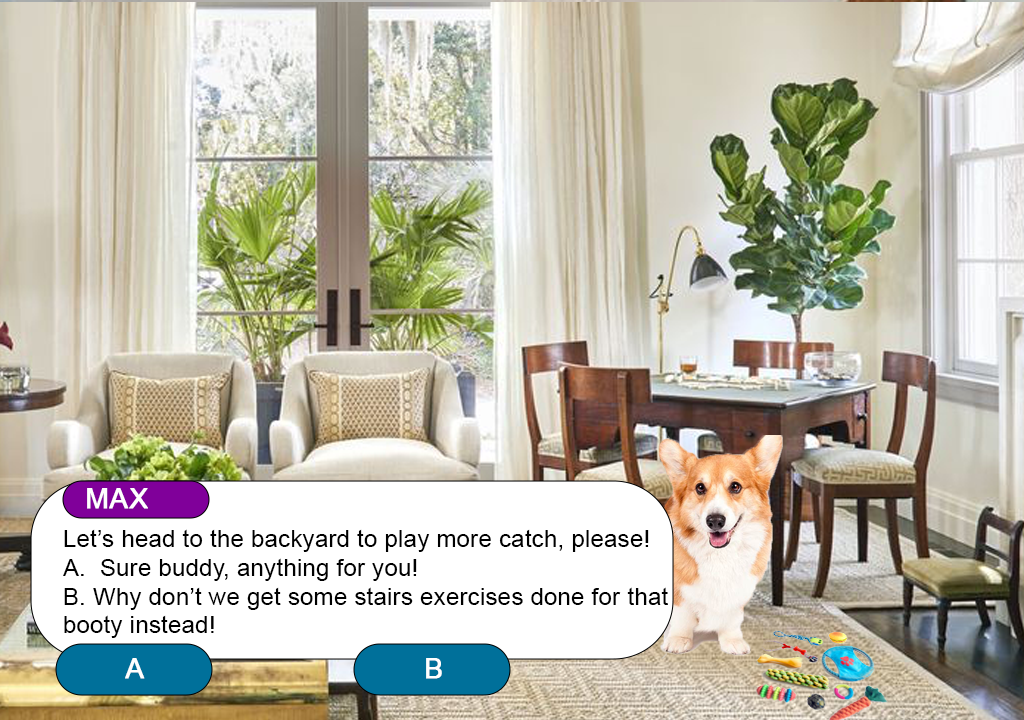 MAX
Let’s head to the backyard to play more catch, please!
A.  Sure buddy, anything for you!
B. Why don’t we get some stairs exercises done for that
booty instead!
A B